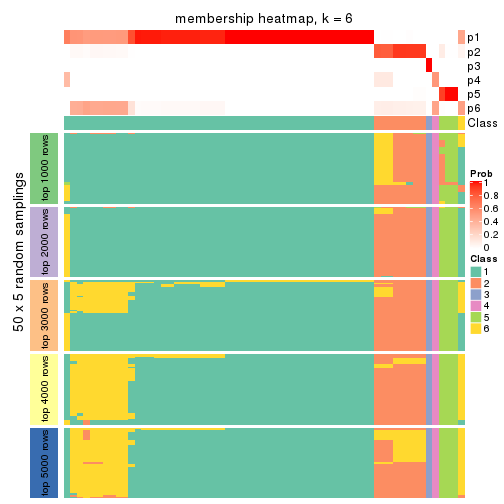 membership heatmap, k = 6
p1
p2
p3
p4
p5
p6
Class
50 x 5 random samplings
top 1000 rows
top 2000 rows
top 3000 rows
top 4000 rows
top 5000 rows
Prob
1
0.8
0.6
0.4
0.2
0
Class
1
2
3
4
5
6